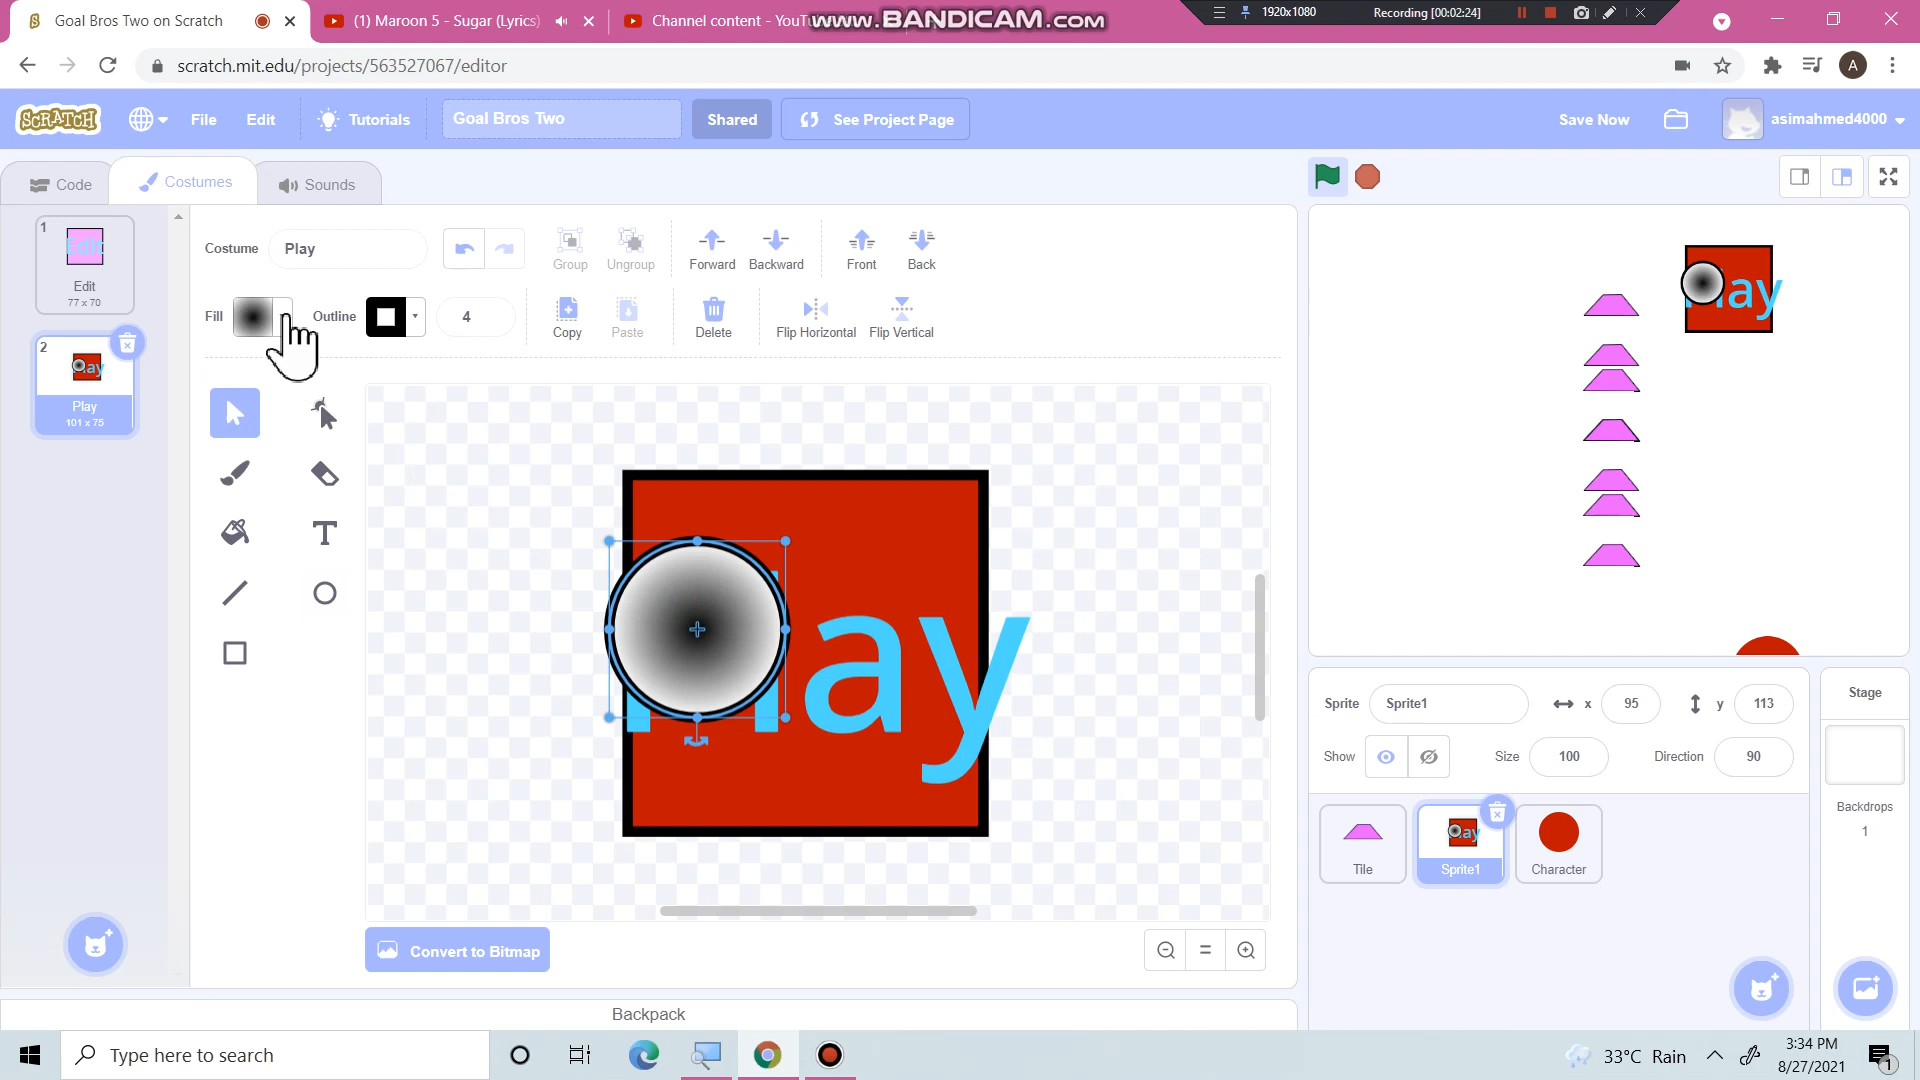 Goal Bros Two on Scratch
(1) Maroon 5 - Sugar (Lyrics)
Channel content - YouTu
www.BANDICAM.com
1920x1080
Recording [00:02:24]
scratch.mit.edu/projects/563527067/editor
A
SCRATCH
File
Edit
Tutorials
Goal Bros Two
Shared
See Project Page
Save Now
asimahmed4000
Code
Costumes
Sounds
1
Edit
Edit
77 x 70
2
Play
101 x 75
Costume
Play
Group
Ungroup
Forward
Backward
Front
Back
Fill
Outline
4
Copy
Paste
Delete
Flip Horizontal
Flip Vertical
ay
ay
Convert to Bitmap
Sprite
Sprite1
x
95
y
113
Show
Size
100
Direction
90
Tile
ay
Sprite1
Character
Stage
Backdrops
1
Backpack
Type here to search
33°C Rain
3:34 PM
8/27/2021
1